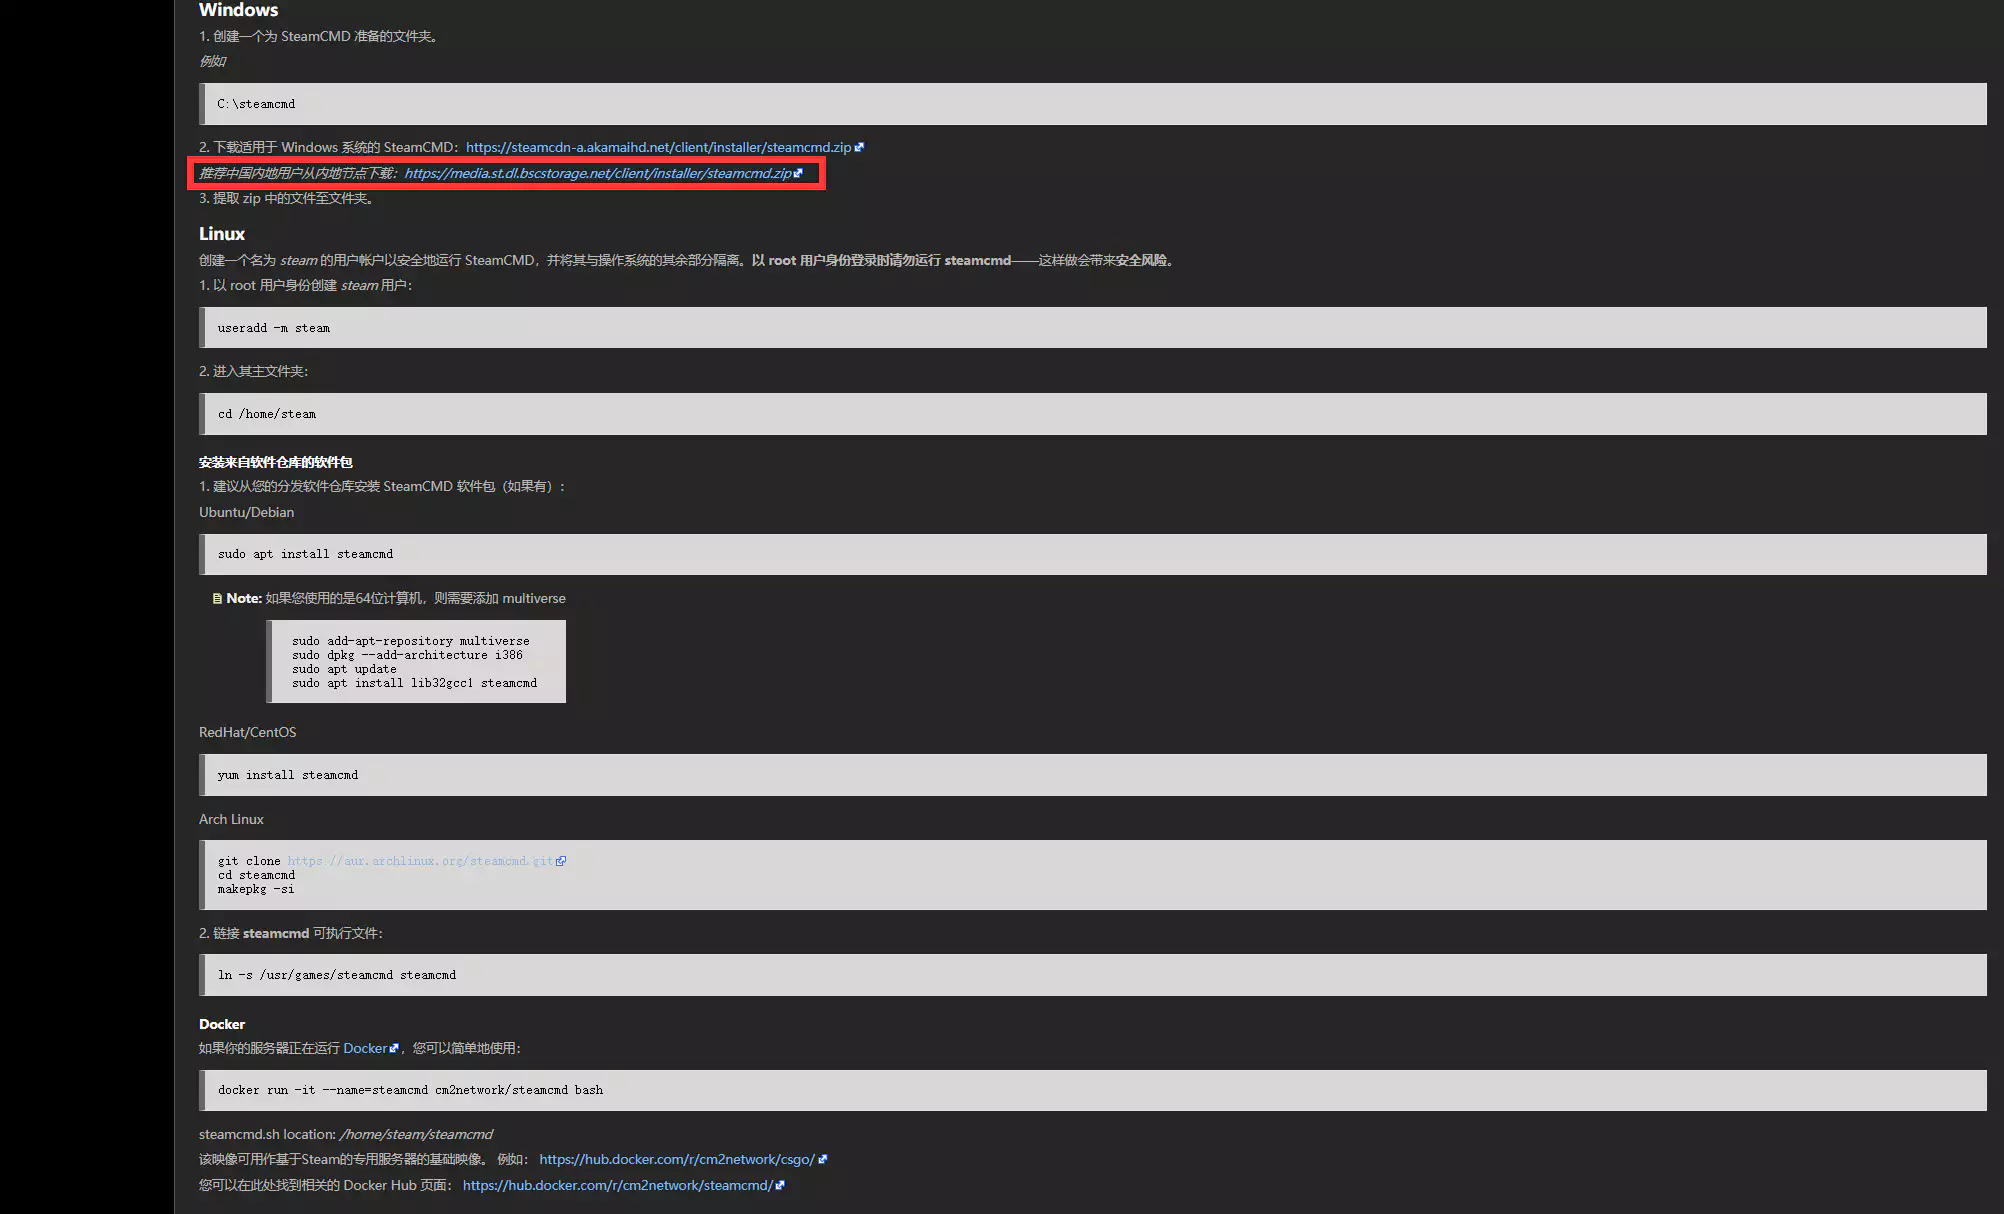 Windows
1. 创建一个为 SteamCMD 准备的文件夹。
例如
C:\steamcmd
2. 下载适用于 Windows 系统的 SteamCMD：https://steamcdn-a.akamaihd.net/client/installer/steamcmd.zip
推荐中国内地用户从内地节点下载：https://media.st.dl.bscstorage.net/client/installer/steamcmd.zip
3. 提取 zip 中的文件至文件夹。
Linux
创建一个名为 steam 的用户帐户以安全地运行 SteamCMD，并将其与操作系统的其余部分隔离。以 root 用户身份登录时请勿运行 steamcmd——这样做会带来安全风险。
1. 以 root 用户身份创建 steam 用户：
useradd -m steam
2. 进入其主文件夹：
cd /home/steam
安装来自软件仓库的软件包
1. 建议从您的分发软件仓库安装 SteamCMD 软件包（如果有）：
Ubuntu/Debian
sudo apt install steamcmd
Note: 如果您使用的是64位计算机，则需要添加 multiverse
sudo add-apt-repository multiverse
sudo dpkg --add-architecture i386
sudo apt update
sudo apt install lib32gcc1 steamcmd
RedHat/CentOS
yum install steamcmd
Arch Linux
git clone https://aur.archlinux.org/steamcmd.git
cd steamcmd
makepkg -si
2. 链接 steamcmd 可执行文件：
ln -s /usr/games/steamcmd steamcmd
Docker
如果你的服务器正在运行 Docker，您可以简单地使用：
docker run -it --name=steamcmd cm2network/steamcmd bash
steamcmd.sh location: /home/steam/steamcmd
该映像可用作基于Steam的专用服务器的基础映像。 例如： https://hub.docker.com/r/cm2network/csgo/
您可以在此处找到相关的 Docker Hub 页面： https://hub.docker.com/r/cm2network/steamcmd/